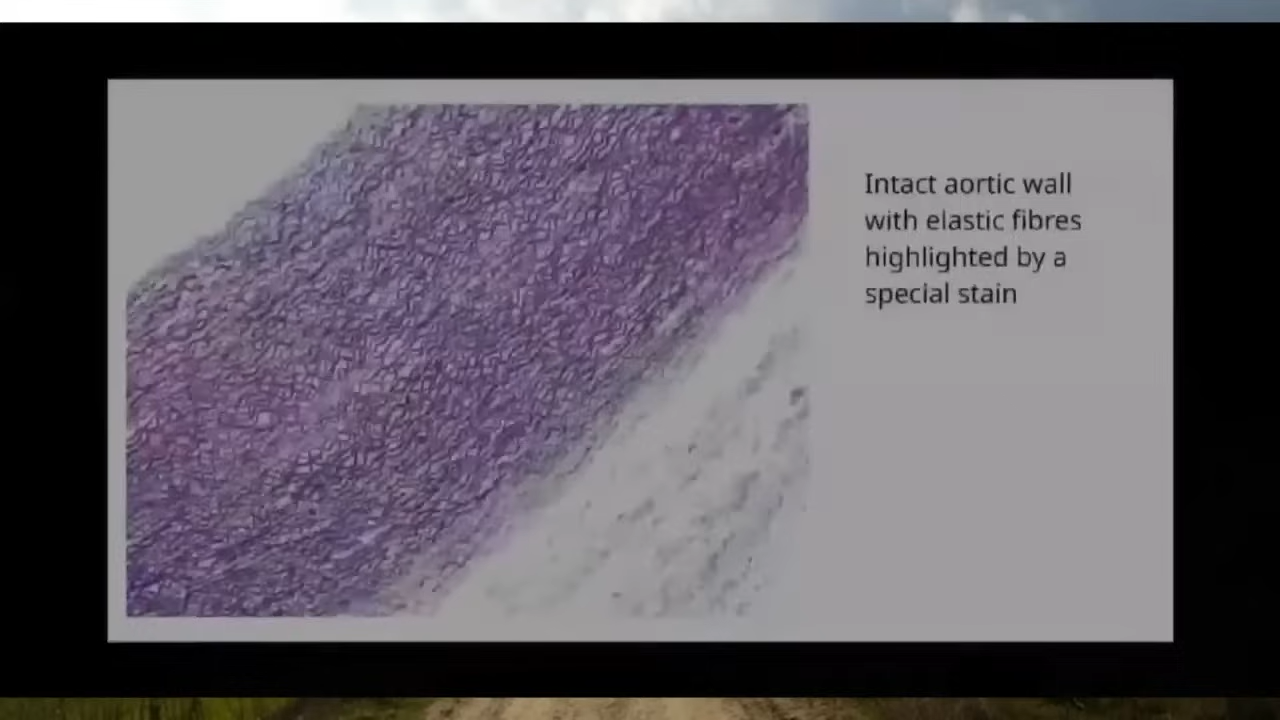 Intact aortic wall
with elastic fibres
highlighted by a
special stain